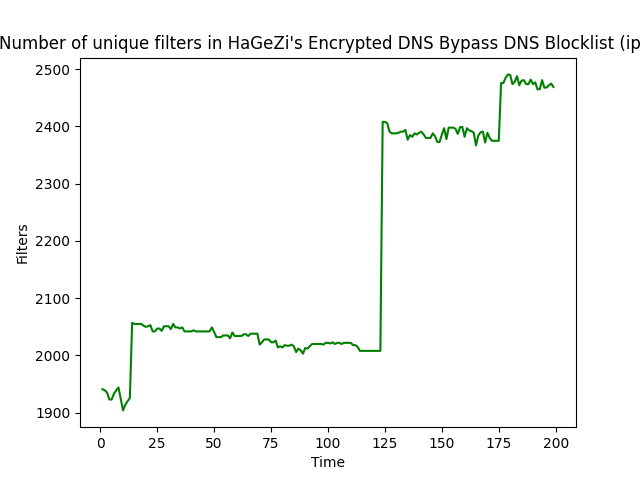 Number of unique filters in HaGeZi's Encrypted DNS Bypass DNS Blocklist (ip
2500
2400
2300
2200
2100
2000
1900
Filters
0 25 50 75 100 125 150 175 200
Time